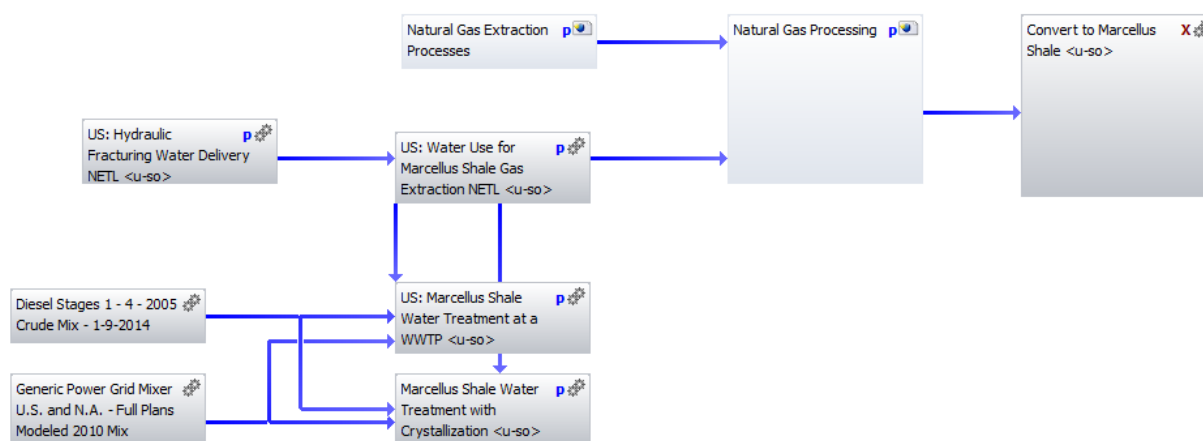 Natural Gas Extraction
Processes
p
Natural Gas Processing
p
Convert to Marcellus
Shale <u-so>
X
US: Hydraulic
Fracturing Water Delivery
NETL <u-so>
p
US: Water Use for
Marcellus Shale Gas
Extraction NETL <u-so>
p
Diesel Stages 1 - 4 - 2005
Crude Mix - 1-9-2014
US: Marcellus Shale
Water Treatment at a
WWTP <u-so>
p
Generic Power Grid Mixer
U.S. and N.A. - Full Plans
Modeled 2010 Mix
Marcellus Shale Water
Treatment with
Crystallization <u-so>
p